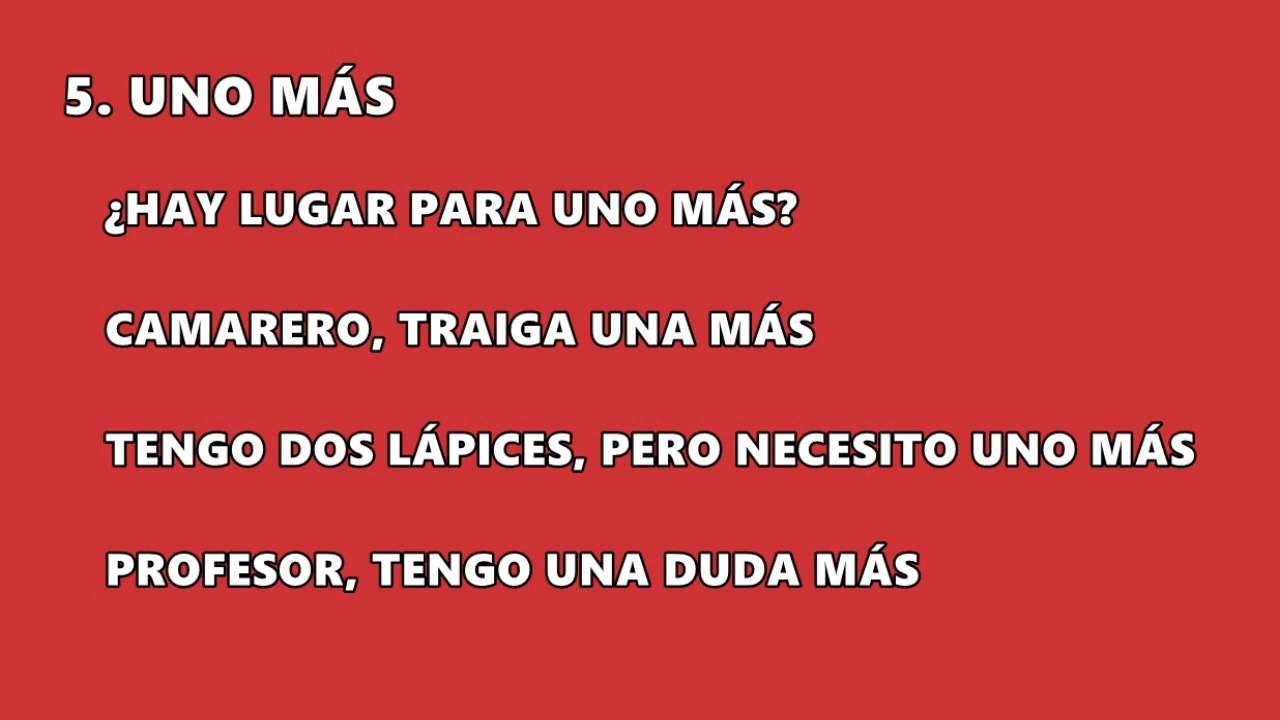 5. UNO MÁS
¿HAY LUGAR PARA UNO MÁS?
CAMARERO, TRAIGA UNA MÁS
TENGO DOS LÁPICES, PERO NECESITO UNO MÁS
PROFESOR, TENGO UNA DUDA MÁS